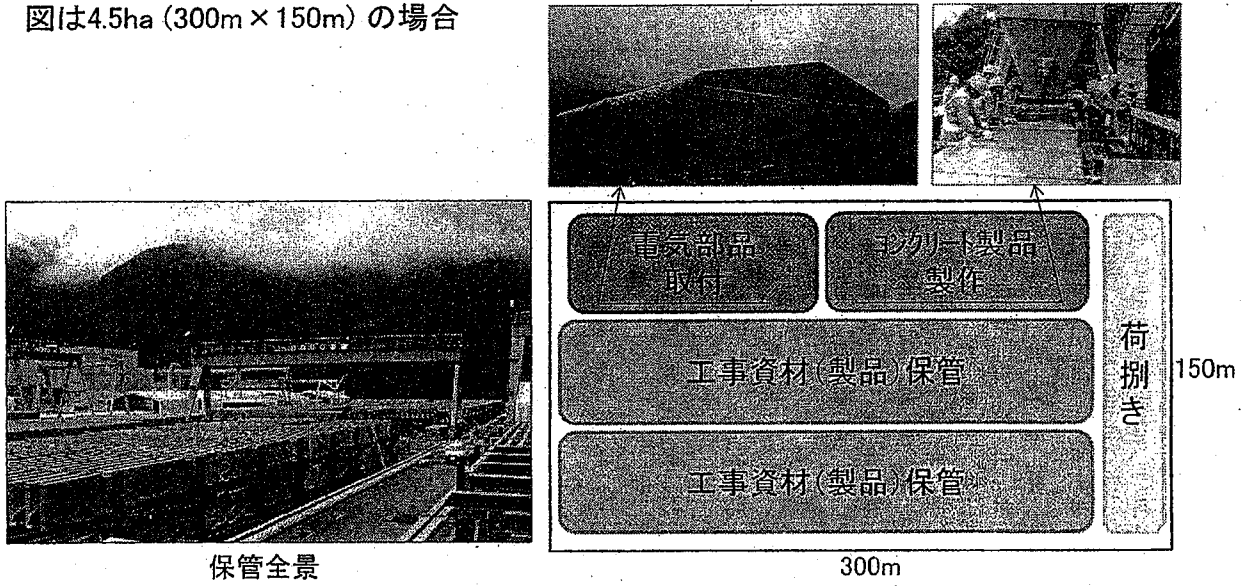 図は4.5ha (300m×150m) の場合
電気部品
取付
コンクリート製品
製作
工事資材(製品)保管
工事資材(製品)保管
荷捌き
150m
300m
保管全景